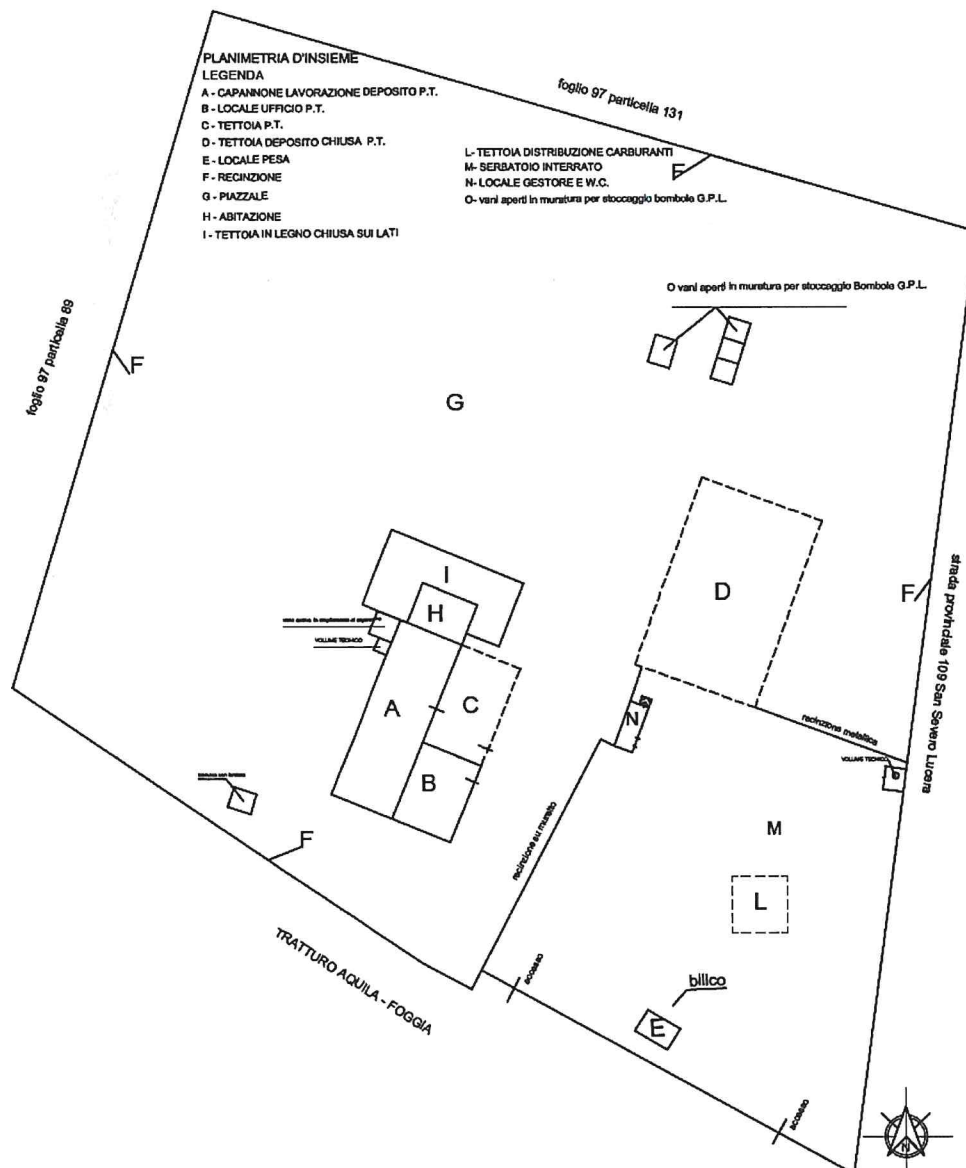 PLANIMETRIA D'INSIEME
LEGENDA
A - CAPANNONE LAVORAZIONE DEPOSITO P.T.
B - LOCALE UFFICIO P.T.
C - TETTOIA P.T.
D - TETTOIA DEPOSITO CHIUSA P.T.
E - LOCALE PESA
F - RECINZIONE
G - PIAZZALE
H - ABITAZIONE
I - TETTOIA IN LEGNO CHIUSA SUI LATI
L- TETTOIA DISTRIBUZIONE CARBURANTI
M- SERBATOIO INTERRATO
N- LOCALE GESTORE E W.C.
O- vani aperti in muratura per stoccaggio bombole G.P.L.
foglio 97 particella 131
F
O vani aperti in muratura per stoccaggio Bombole G.P.L.
foglio 97 particella 89
F
G
I
H
D
F
strada provinciale 109 San Severo Lucera
VOLUME TECNICO
A
C
B
N
recinzione metallica
VOLUME TECNICO
M
L
recinzione su muretto
F
TRATTURO AQUILA - FOGGIA
accesso
bilico
E
accesso
N